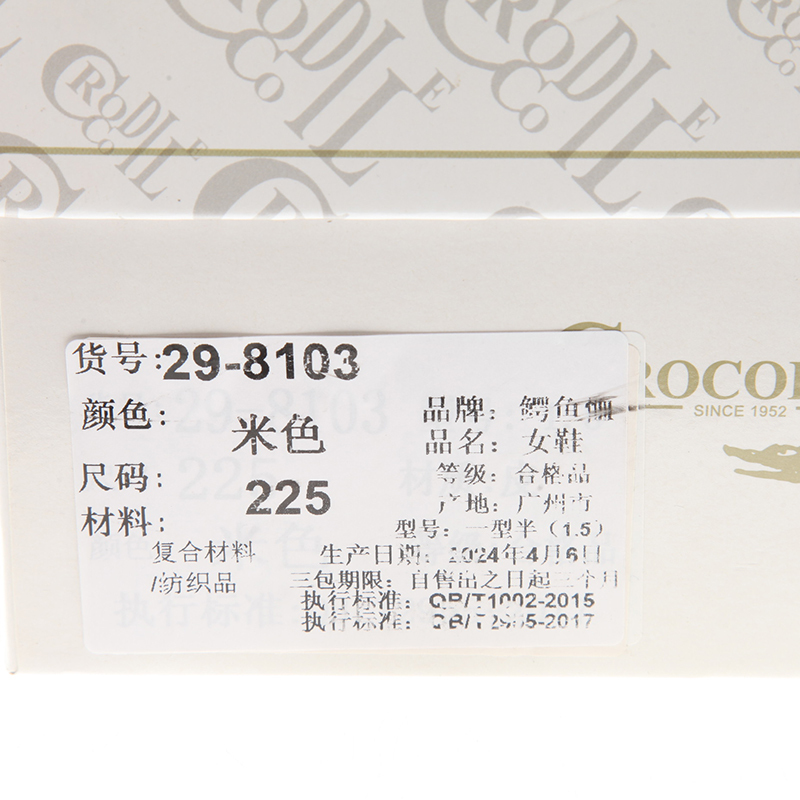 CROCODILE
CROCODILE
CROCODILE
CROCO
SINCE 1952
货号:29-8103
颜色: 米色
尺码: 225
材料:
复合材料
/纺织品
品牌: 鳄鱼恤
品名: 女鞋
等级: 合格品
产地: 广州市
型号: 一型半（1.5）
生产日期: 2024年4月6日
三包期限: 自售出之日起三个月
执行标准: QB/T1002-2015
执行标准: QB/T2955-2017